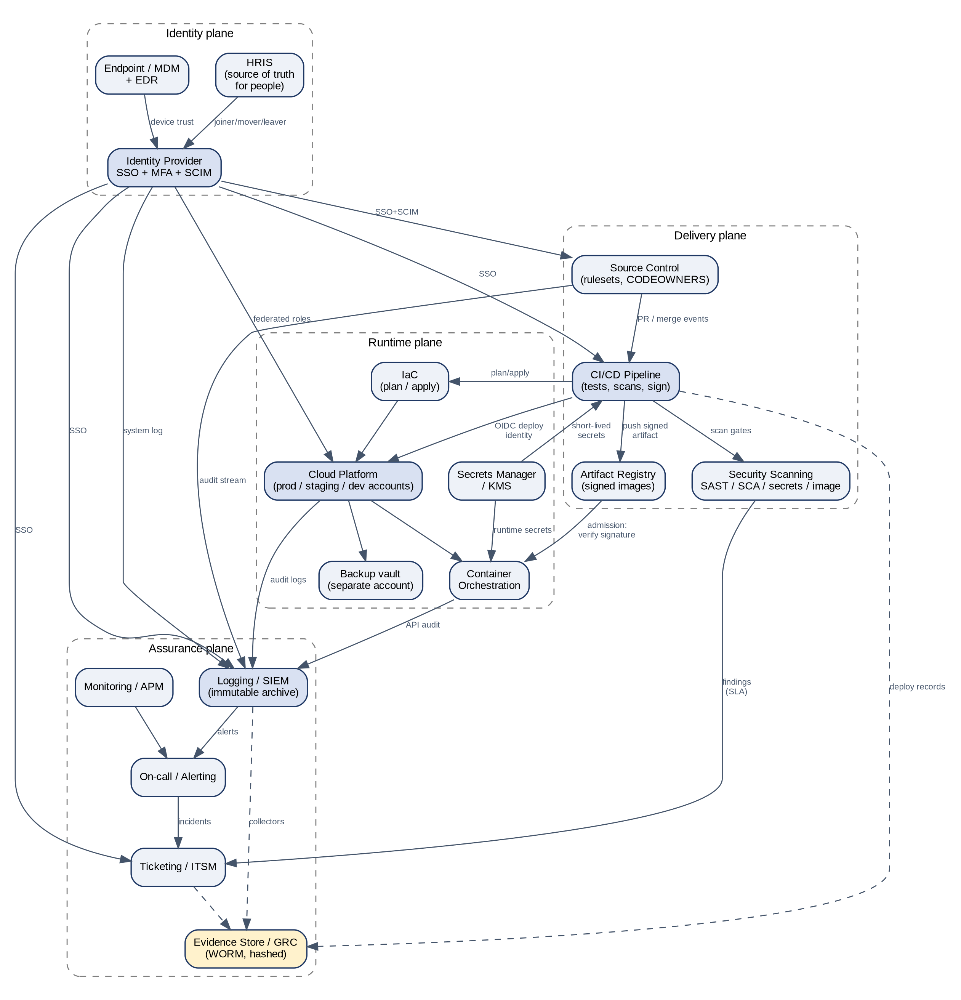 Identity plane
Endpoint / MDM
+ EDR
HRIS
(source of truth
for people)
device trust
joiner/mover/leaver
Identity Provider
SSO + MFA + SCIM
SSO+SCIM
Delivery plane
Source Control
(rulesets, CODEOWNERS)
SSO
federated roles
PR / merge events
Runtime plane
IaC
(plan / apply)
plan/apply
CI/CD Pipeline
(tests, scans, sign)
SSO
system log
OIDC deploy
identity
short-lived
secrets
push signed
artifact
scan gates
audit stream
Cloud Platform
(prod / staging / dev accounts)
Secrets Manager
/ KMS
Artifact Registry
(signed images)
Security Scanning
SAST / SCA / secrets / image
SSO
runtime secrets
admission:
verify signature
audit logs
Backup vault
(separate account)
Container
Orchestration
API audit
Assurance plane
Monitoring / APM
Logging / SIEM
(immutable archive)
findings
(SLA)
deploy records
alerts
On-call / Alerting
incidents
collectors
Ticketing / ITSM
Evidence Store / GRC
(WORM, hashed)